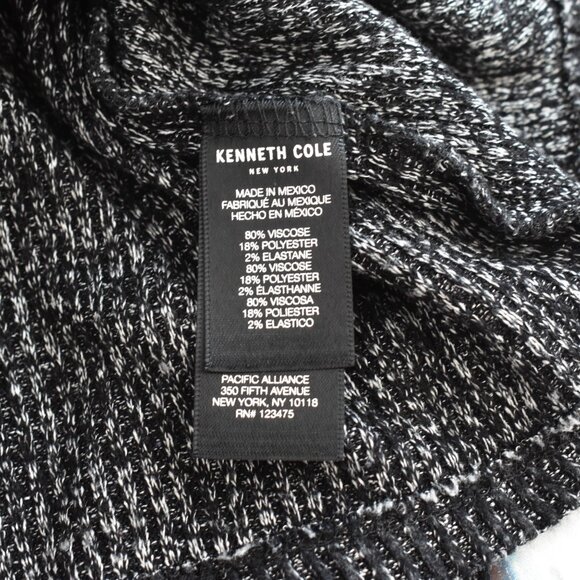 KENNETH COLE
NEW YORK
MADE IN MEXICO
FABRIQUÉ AU MEXIQUE
HECHO EN MÉXICO
80% VISCOSE
18% POLYESTER
2% ELASTANE
80% VISCOSE
18% POLYESTER
2% ÉLASTHANNE
80% VISCOSA
18% POLIESTER
2% ELASTICO
PACIFIC ALLIANCE
350 FIFTH AVENUE
NEW YORK, NY 10118
RN# 123475